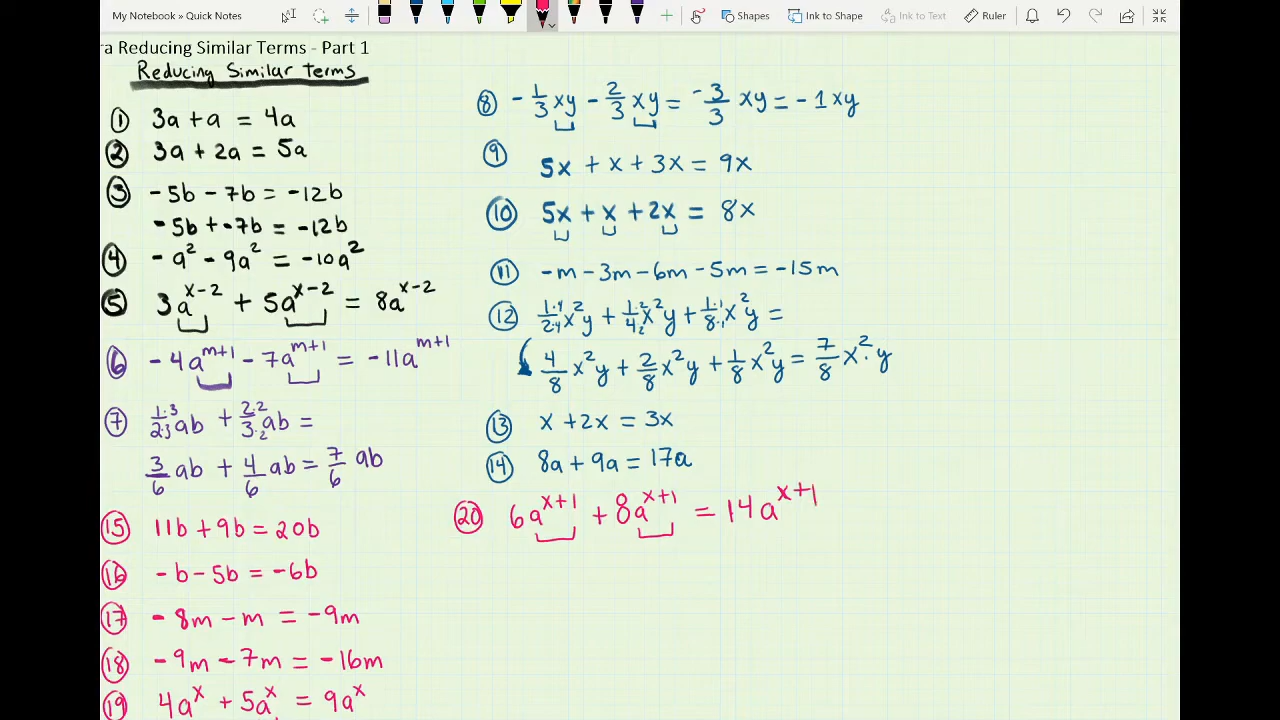 My Notebook » Quick Notes
Shapes
Ink to Shape
Ink to Text
Ruler
ra Reducing Similar Terms - Part 1
Reducing Similar Terms
① 3a + a = 4a
② 3a + 2a = 5a
③ -5b - 7b = -12b
-5b + -7b = -12b
④ -a² - 9a² = -10a²
⑤ 3a^(x-2) + 5a^(x-2) = 8a^(x-2)
⑥ -4a^(m+1) - 7a^(m+1) = -11a^(m+1)
⑦ (1·3)/(2·3) ab + (2·2)/(3·2) ab =
3/6 ab + 4/6 ab = 7/6 ab
⑮ 11b + 9b = 20b
⑯ -b - 5b = -6b
⑰ -8m - m = -9m
⑱ -9m - 7m = -16m
⑲ 4a^x + 5a^x = 9a^x
⑧ -1/3 xy - 2/3 xy = -3/3 xy = -1xy
⑨ 5x + x + 3x = 9x
⑩ 5x + x + 2x = 8x
⑪ -m - 3m - 6m - 5m = -15m
⑫ (1·4)/(2·4) x²y + (1·2)/(4·2) x²y + (1·1)/(8·1) x²y =
4/8 x²y + 2/8 x²y + 1/8 x²y = 7/8 x²·y
⑬ x + 2x = 3x
⑭ 8a + 9a = 17a
⑳ 6a^(x+1) + 8a^(x+1) = 14a^(x+1)